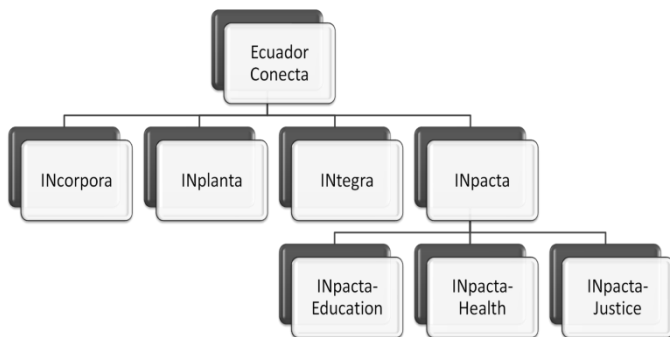 Ecuador
Conecta
INcorpora
INplanta
INtegra
INpacta
INpacta-
Education
INpacta-
Health
INpacta-
Justice